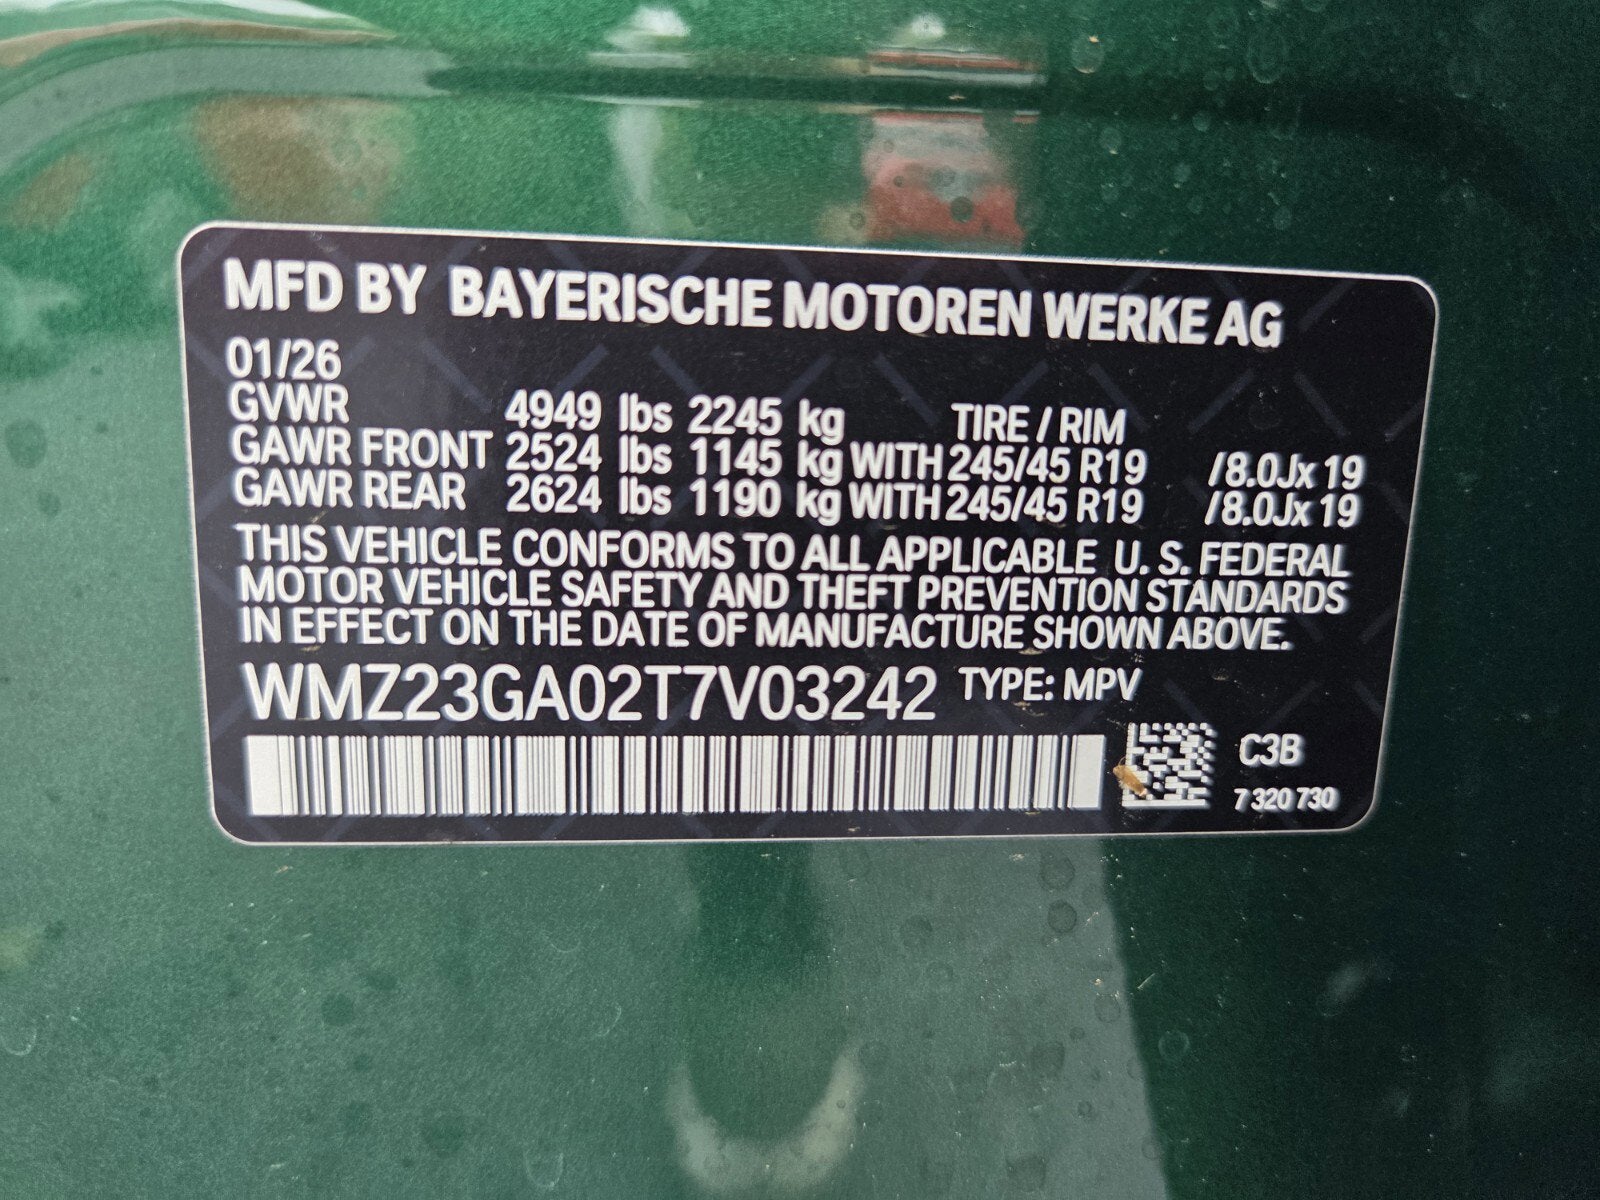 MFD BY BAYERISCHE MOTOREN WERKE AG
01/26
GVWR 4949 lbs 2245 kg TIRE / RIM
GAWR FRONT 2524 lbs 1145 kg WITH 245/45 R19 /8.0Jx 19
GAWR REAR 2624 lbs 1190 kg WITH 245/45 R19 /8.0Jx 19
THIS VEHICLE CONFORMS TO ALL APPLICABLE U. S. FEDERAL
MOTOR VEHICLE SAFETY AND THEFT PREVENTION STANDARDS
IN EFFECT ON THE DATE OF MANUFACTURE SHOWN ABOVE.
WMZ23GA02T7V03242 TYPE: MPV
C3B
7 320 730